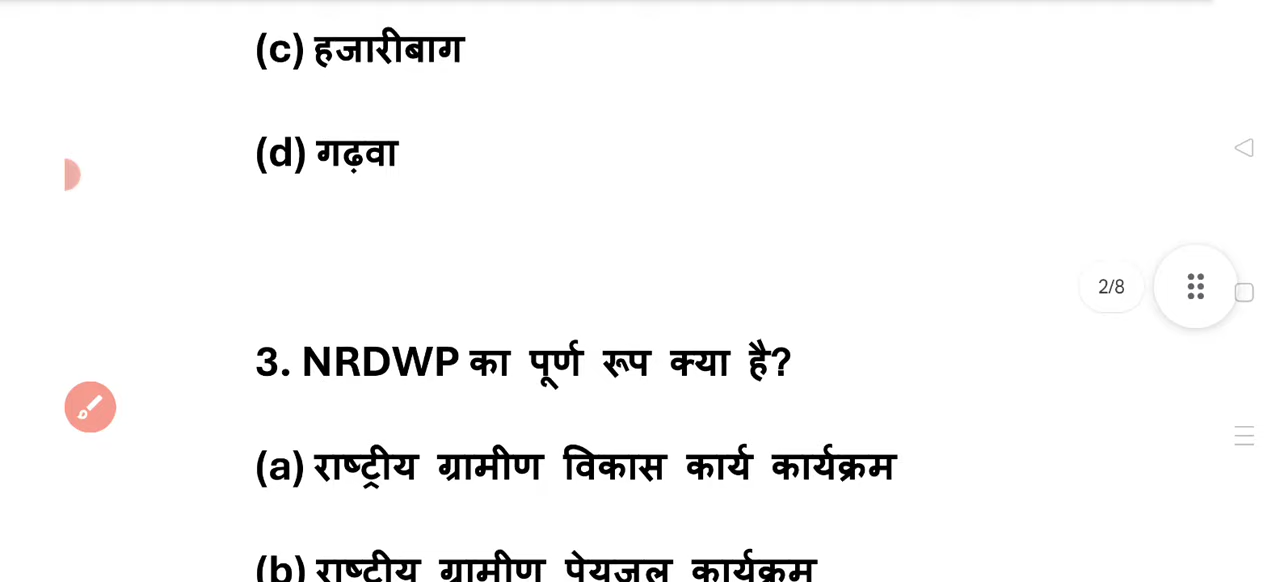 (c) हजारीबाग
(d) गढ़वा
2/8
3. NRDWP का पूर्ण रूप क्या है?
(a) राष्ट्रीय ग्रामीण विकास कार्य कार्यक्रम
(b) राष्ट्रीय ग्रामीण पेयजल कार्यक्रम